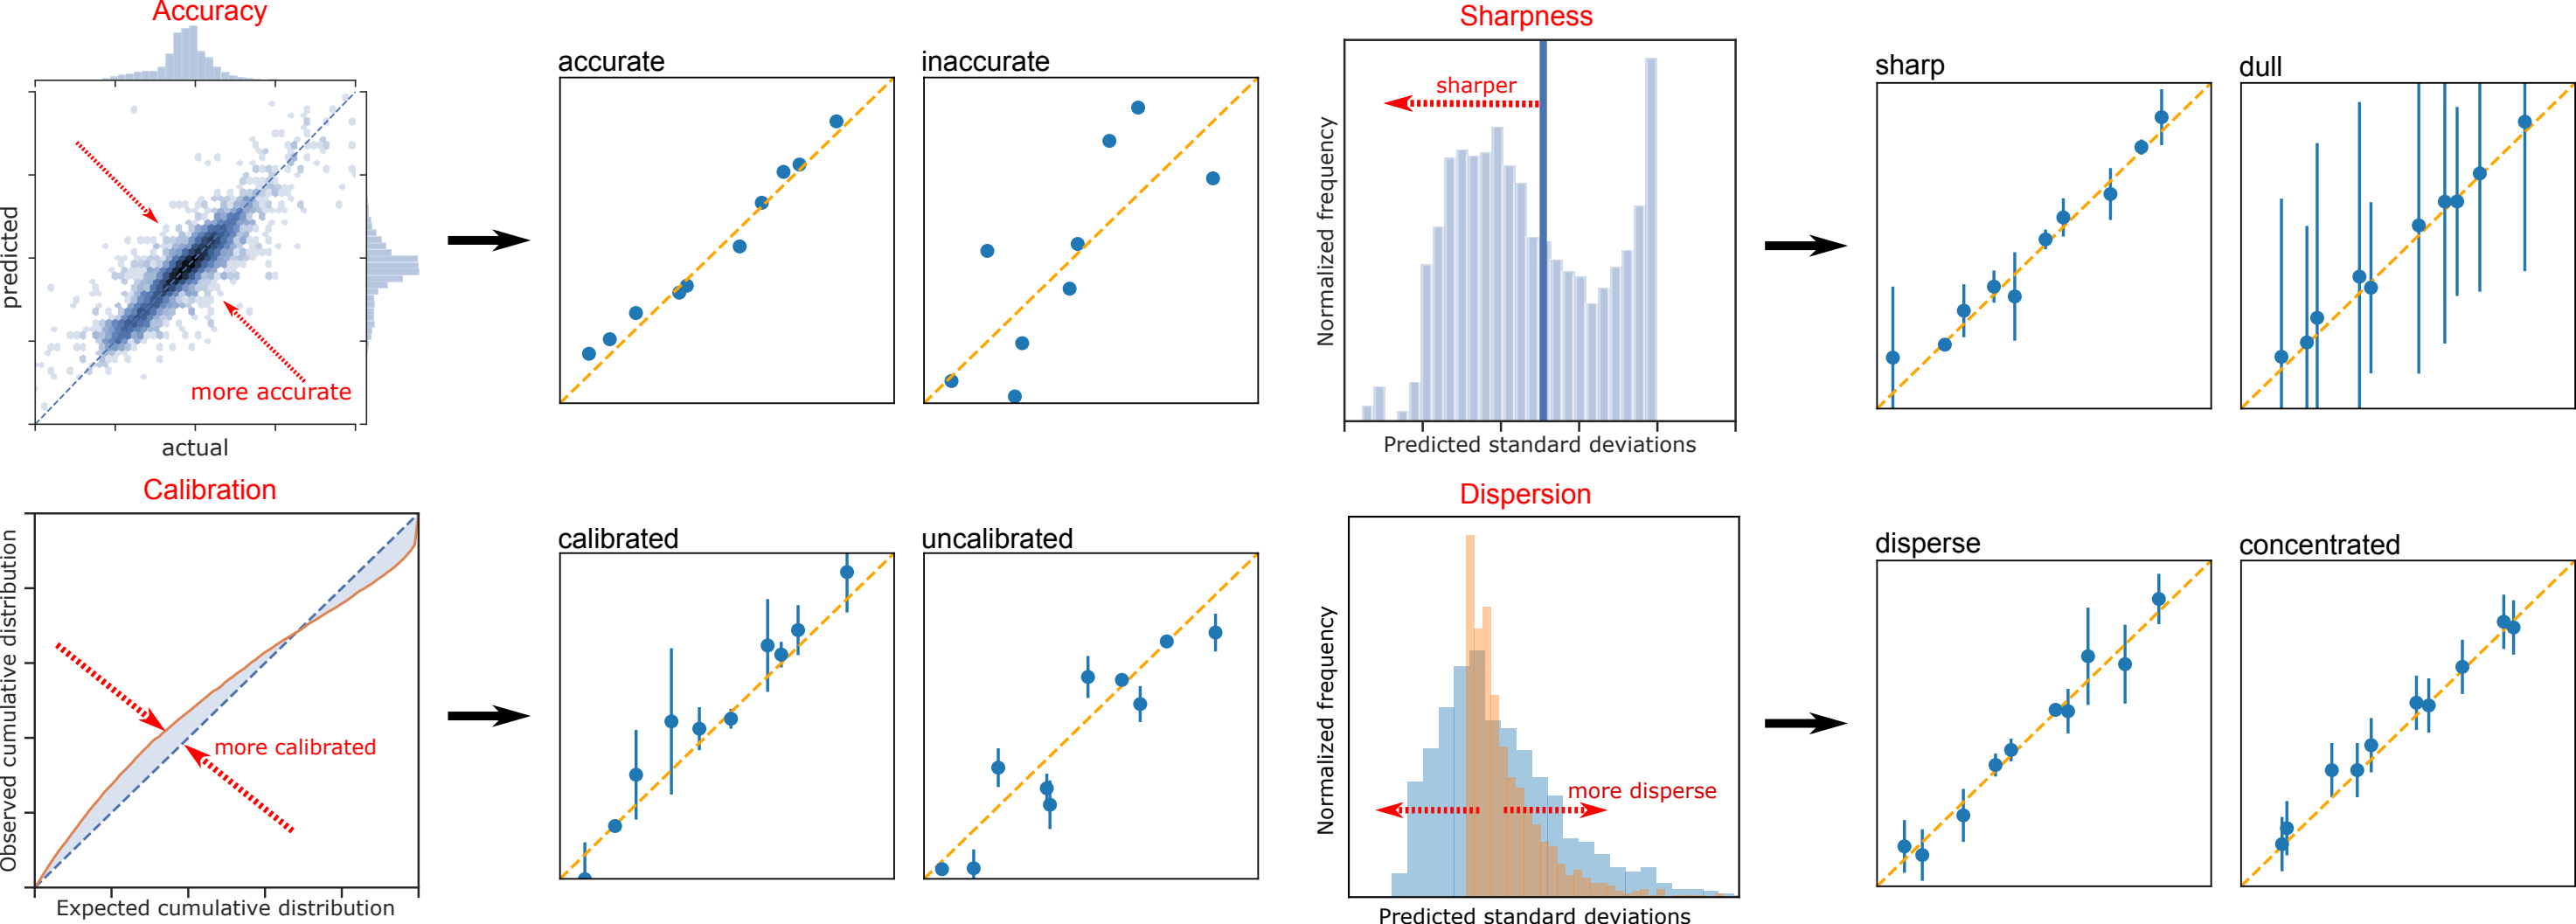 Accuracy
predicted
more accurate
actual
accurate
inaccurate
Sharpness
Normalized frequency
sharper
Predicted standard deviations
sharp
dull
Calibration
Observed cumulative distribution
more calibrated
Expected cumulative distribution
calibrated
uncalibrated
Dispersion
Normalized frequency
more disperse
Predicted standard deviations
disperse
concentrated